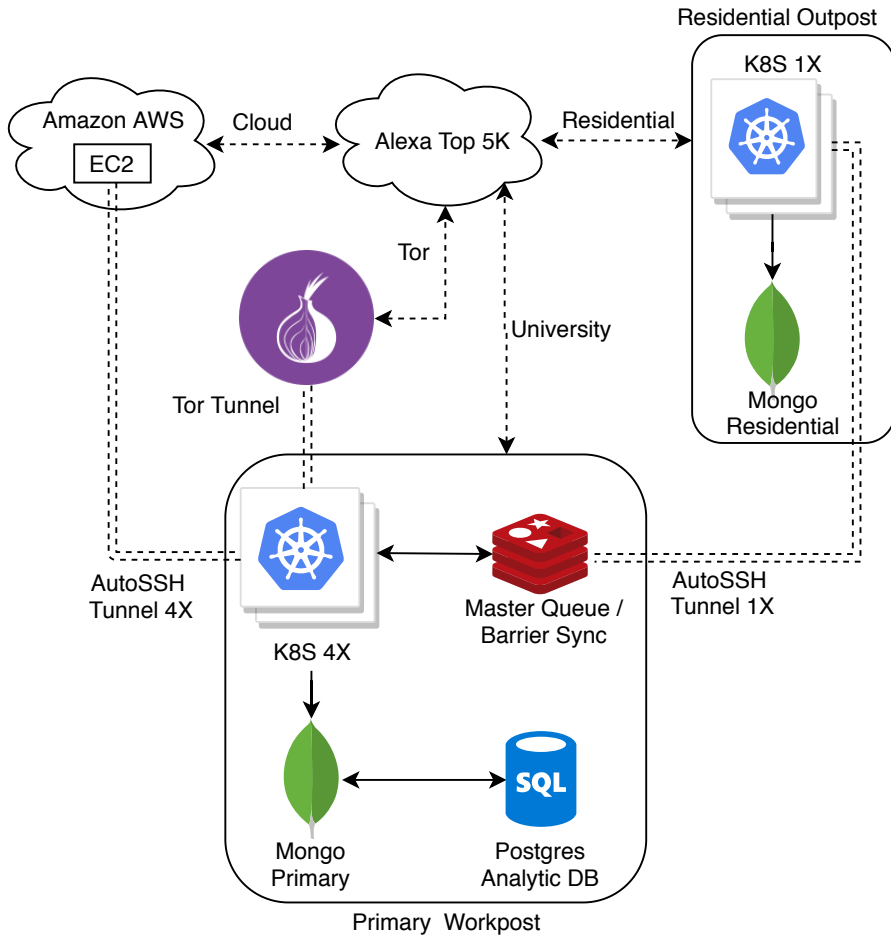 Residential Outpost
K8S 1X
Amazon AWS
EC2
Cloud
Alexa Top 5K
Residential
Tor
University
Mongo
Residential
Tor Tunnel
AutoSSH
Tunnel 4X
Master Queue /
Barrier Sync
AutoSSH
Tunnel 1X
K8S 4X
SQL
Mongo
Primary
Postgres
Analytic DB
Primary Workpost